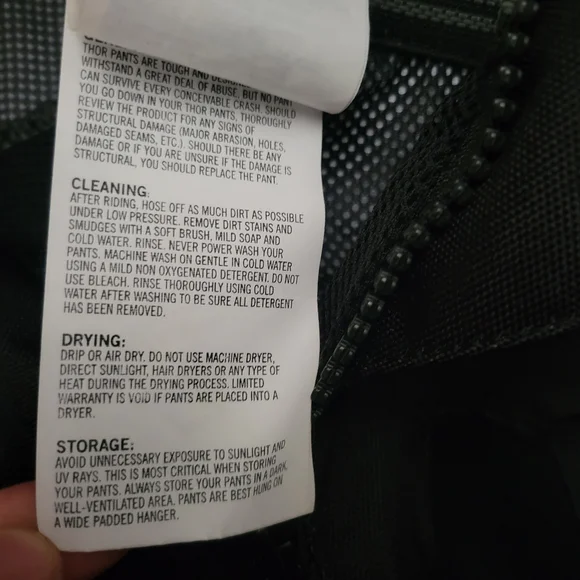 THOR PANTS ARE TOUGH AND
WITHSTAND A GREAT DEAL OF ABUSE. BUT NO PANT
CAN SURVIVE EVERY CONCEIVABLE CRASH. SHOULD
YOU GO DOWN IN YOUR THOR PANTS, THOROUGHLY
REVIEW THE PRODUCT FOR ANY SIGNS OF
STRUCTURAL DAMAGE (MAJOR ABRASION, HOLES,
DAMAGED SEAMS, ETC.). SHOULD THERE BE ANY
DAMAGE OR IF YOU ARE UNSURE IF THE DAMAGE IS
STRUCTURAL, YOU SHOULD REPLACE THE PANT.
CLEANING:
AFTER RIDING, HOSE OFF AS MUCH DIRT AS POSSIBLE
UNDER LOW PRESSURE. REMOVE DIRT STAINS AND
SMUDGES WITH A SOFT BRUSH, MILD SOAP AND
COLD WATER. RINSE. NEVER POWER WASH YOUR
PANTS. MACHINE WASH ON GENTLE IN COLD WATER
USING A MILD NON OXYGENATED DETERGENT. DO NOT
USE BLEACH. RINSE THOROUGHLY USING COLD
WATER AFTER WASHING TO BE SURE ALL DETERGENT
HAS BEEN REMOVED.
DRYING:
DRIP OR AIR DRY. DO NOT USE MACHINE DRYER,
DIRECT SUNLIGHT, HAIR DRYERS OR ANY TYPE OF
HEAT DURING THE DRYING PROCESS. LIMITED
WARRANTY IS VOID IF PANTS ARE PLACED INTO A
DRYER.
STORAGE:
AVOID UNNECESSARY EXPOSURE TO SUNLIGHT AND
UV RAYS. THIS IS MOST CRITICAL WHEN STORING
YOUR PANTS. ALWAYS STORE YOUR PANTS IN A DARK,
WELL-VENTILATED AREA. PANTS ARE BEST HUNG ON
A WIDE PADDED HANGER.